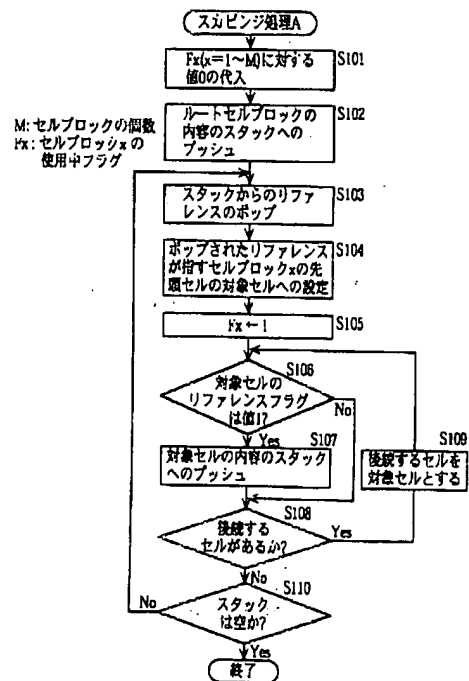 スカビンジ処理A
S101
Fx(x=1~M)に対する
値0の代入
S102
ルートセルブロックの
内容のスタックへの
プッシュ
M:セルブロックの個数
Fx:セルブロックxの
使用中フラグ
S103
スタックからのリファ
レンスのポップ
S104
ポップされたリファレンス
が指すセルブロックxの先
頭セルの対象セルへの設定
S105
Fx←1
S106
対象セルの
リファレンスフラグ
は値1?
No
Yes
S107
対象セルの内容のスタック
へのプッシュ
S109
後続するセルを
対象セルとする
S108
後続する
セルがあるか?
Yes
No
S110
スタック
は空か?
No
Yes
終了